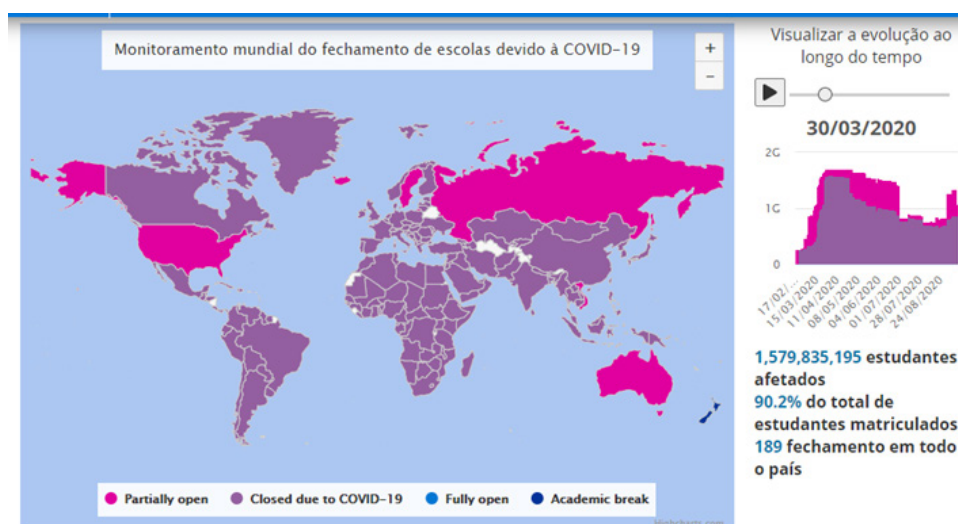 Monitoramento mundial do fechamento de escolas devido à COVID-19
+
−
Visualizar a evolução ao
longo do tempo
30/03/2020
2G
1G
0
17/02/...
15/03/2020
11/04/2020
08/05/2020
04/06/2020
01/07/2020
28/07/2020
24/08/2020
1,579,835,195 estudantes
afetados
90.2% do total de
estudantes matriculados
189 fechamento em todo
o país
Partially open
Closed due to COVID-19
Fully open
Academic break
Highcharts.com